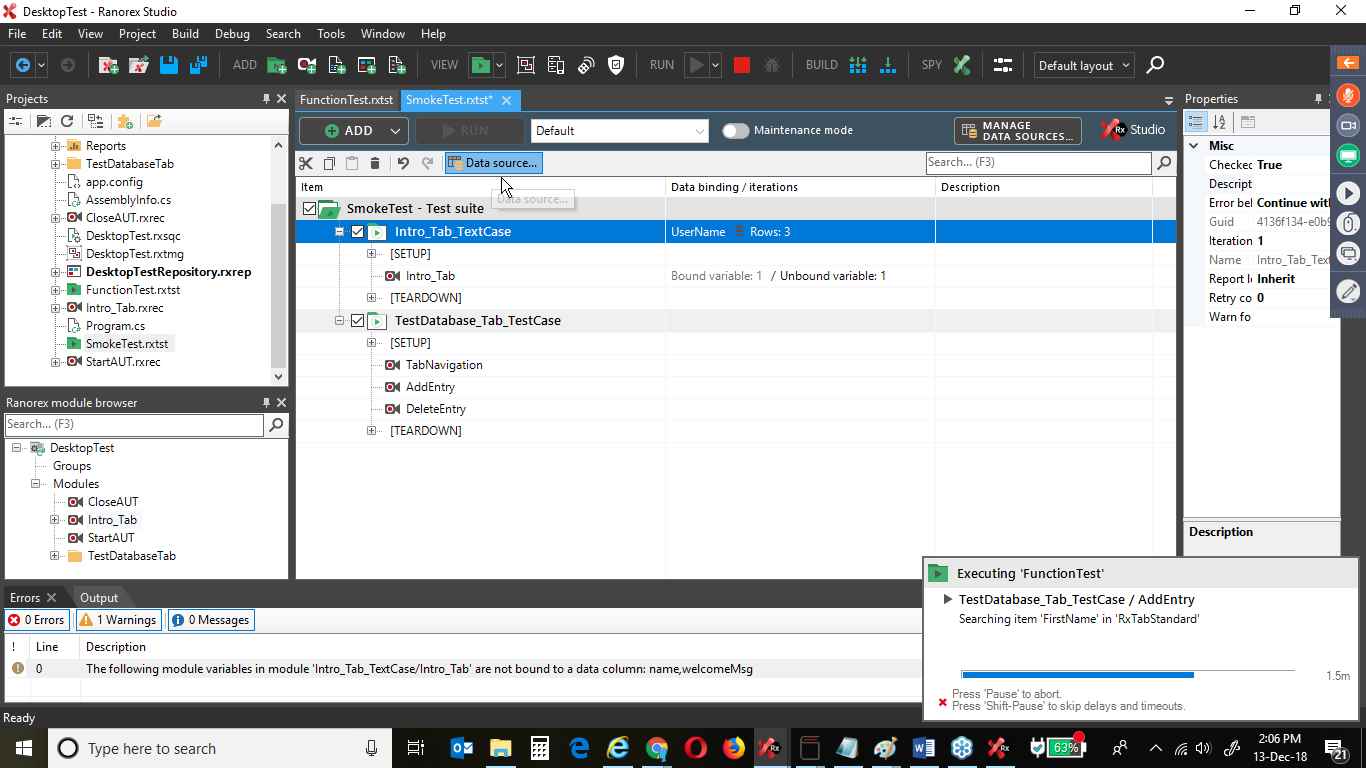 DesktopTest - Ranorex Studio
File Edit View Project Build Debug Search Tools Window Help
ADD VIEW RUN BUILD SPY Default layout
Projects
Reports
TestDatabaseTab
app.config
AssemblyInfo.cs
CloseAUT.rxrec
DesktopTest.rxsqc
DesktopTest.rxtmg
DesktopTestRepository.rxrep
FunctionTest.rxtst
Intro_Tab.rxrec
Program.cs
SmokeTest.rxtst
StartAUT.rxrec
Ranorex module browser
Search... (F3)
DesktopTest
Groups
Modules
CloseAUT
Intro_Tab
StartAUT
TestDatabaseTab
FunctionTest.rxtst SmokeTest.rxtst*
ADD RUN Default Maintenance mode MANAGE DATA SOURCES... Rx Studio
Data source... Search... (F3)
Item Data binding / iterations Description
Data source...
SmokeTest - Test suite
Intro_Tab_TextCase UserName Rows: 3
[SETUP]
Intro_Tab Bound variable: 1 / Unbound variable: 1
[TEARDOWN]
TestDatabase_Tab_TestCase
[SETUP]
TabNavigation
AddEntry
DeleteEntry
[TEARDOWN]
Properties
Misc
Checked True
Descript
Error bel Continue with
Guid 4136f134-e0b9
Iteration 1
Name Intro_Tab_Text
Report le Inherit
Retry co 0
Warn fo
Description
Errors Output
0 Errors 1 Warnings 0 Messages
! Line Description
0 The following module variables in module 'Intro_Tab_TextCase/Intro_Tab' are not bound to a data column: name,welcomeMsg
Executing 'FunctionTest'
TestDatabase_Tab_TestCase / AddEntry
Searching item 'FirstName' in 'RxTabStandard'
1.5m
Press 'Pause' to abort.
Press 'Shift-Pause' to skip delays and timeouts.
Ready
Type here to search
63%
2:06 PM
13-Dec-18
21